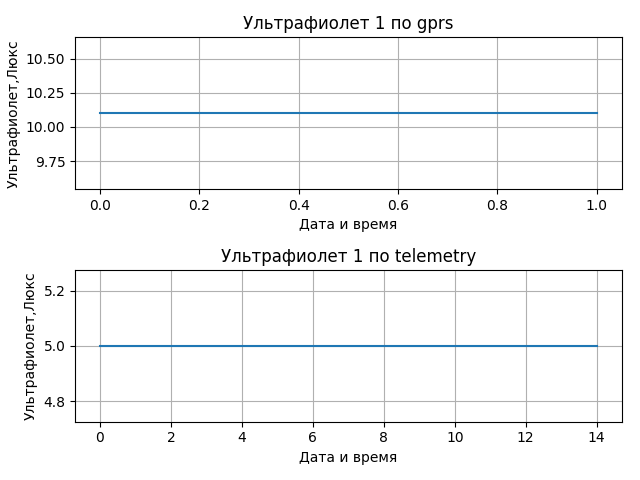 Ультрафиолет 1 по gprs
Ультрафиолет,Люкс
10.50
10.25
10.00
9.75
0.0 0.2 0.4 0.6 0.8 1.0
Дата и время
Ультрафиолет 1 по telemetry
Ультрафиолет,Люкс
5.2
5.0
4.8
0 2 4 6 8 10 12 14
Дата и время